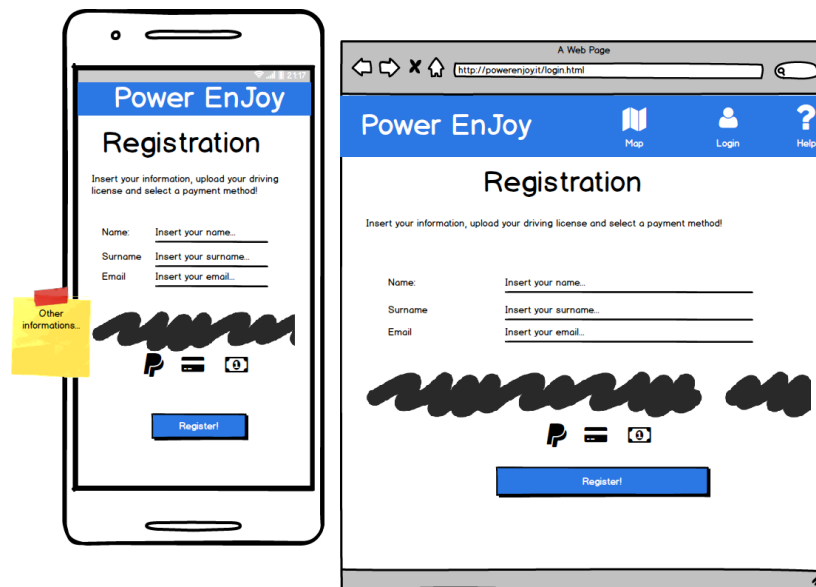 21:17
Power EnJoy
Registration
Insert your information, upload your driving
license and select a payment method!
Name:
Insert your name...
Surname
Insert your surname...
Email
Insert your email...
Other
informations...
Register!
A Web Page
http://powerenjoy.it/login.html
Power EnJoy
Map
Login
Help
Registration
Insert your information, upload your driving license and select a payment method!
Name:
Insert your name...
Surname
Insert your surname...
Email
Insert your email...
Register!